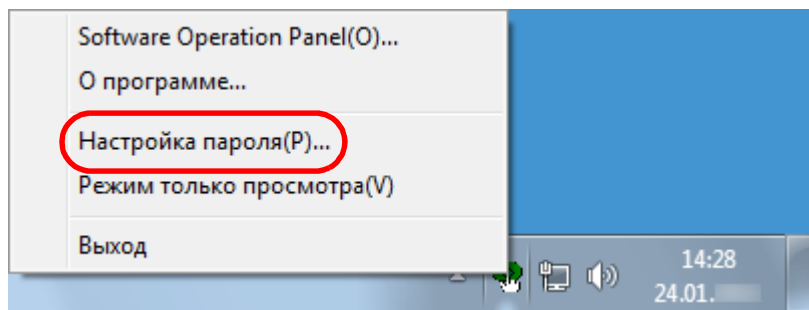 Software Operation Panel(O)...
О программе...
Настройка пароля(P)...
Режим только просмотра(V)
Выход
14:28
24.01.